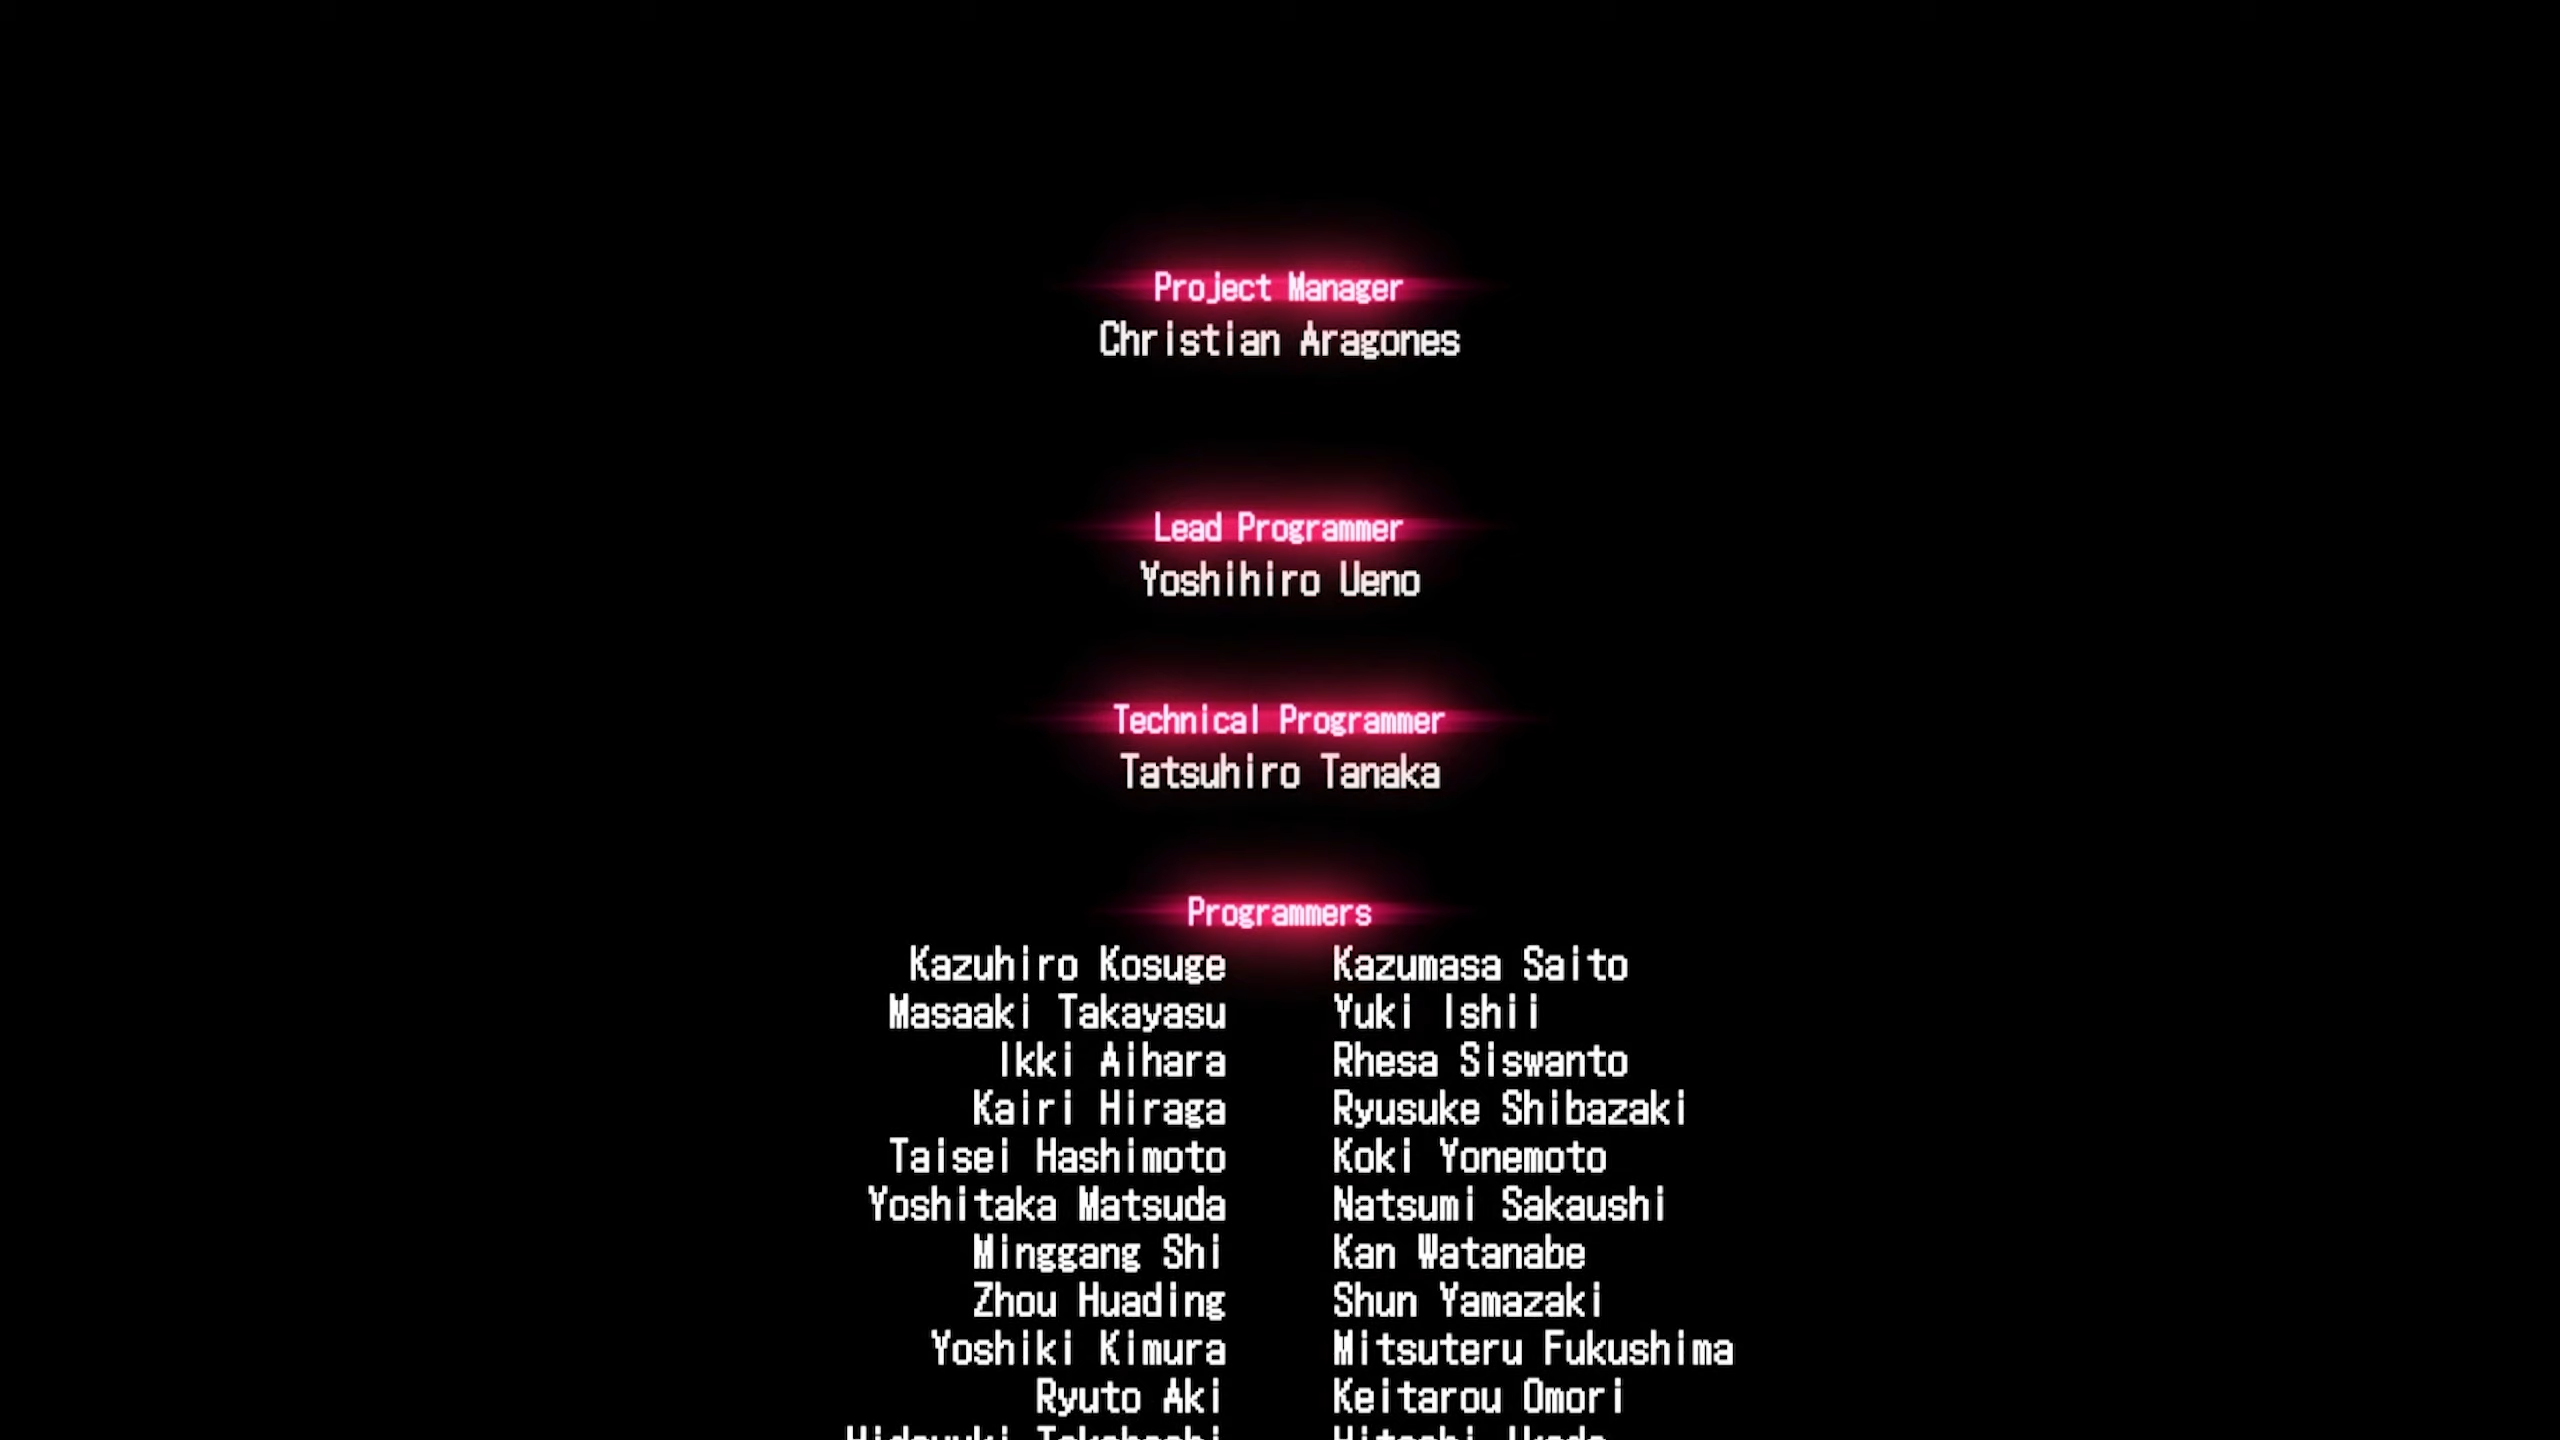 Project Manager
Christian Aragones
Lead Programmer
Yoshihiro Ueno
Technical Programmer
Tatsuhiro Tanaka
Programmers
Kazuhiro Kosuge Kazumasa Saito
Masaaki Takayasu Yuki Ishii
Ikki Aihara Rhesa Siswanto
Kairi Hiraga Ryusuke Shibazaki
Taisei Hashimoto Koki Yonemoto
Yoshitaka Matsuda Natsumi Sakaushi
Minggang Shi Kan Watanabe
Zhou Huading Shun Yamazaki
Yoshiki Kimura Mitsuteru Fukushima
Ryuto Aki Keitarou Omori